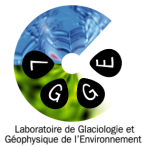 LGGE
Laboratoire de Glaciologie et
Géophysique de l'Environnement